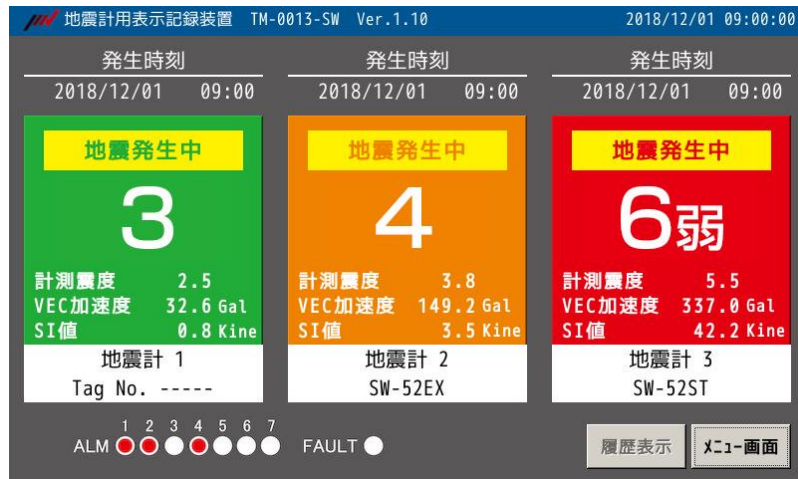 地震計用表示記録装置 TM-0013-SW Ver.1.10 2018/12/01 09:00:00
発生時刻 発生時刻 発生時刻
2018/12/01 09:00 2018/12/01 09:00 2018/12/01 09:00
地震発生中 地震発生中 地震発生中
3 4 6弱
計測震度 2.5 計測震度 3.8 計測震度 5.5
VEC加速度 32.6 Gal VEC加速度 149.2 Gal VEC加速度 337.0 Gal
SI値 0.8 Kine SI値 3.5 Kine SI値 42.2 Kine
地震計 1 地震計 2 地震計 3
Tag No. ----- SW-52EX SW-52ST
1 2 3 4 5 6 7
ALM FAULT 履歴表示 メニュー画面